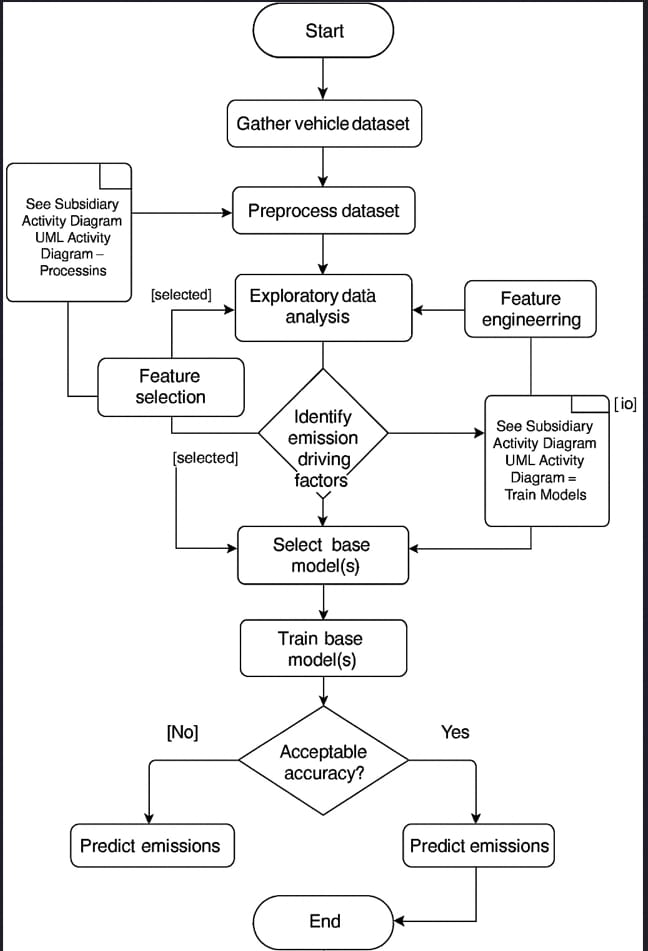 Start
Gather vehicle dataset
See Subsidiary
Activity Diagram
UML Activity
Diagram –
Processins
Preprocess dataset
[selected]
Exploratory data
analysis
Feature
engineerring
Feature
selection
Identify
emission
driving
factors
[io]
See Subsidiary
Activity Diagram
UML Activity
Diagram =
Train Models
[selected]
Select base
model(s)
Train base
model(s)
[No]
Acceptable
accuracy?
Yes
Predict emissions
Predict emissions
End